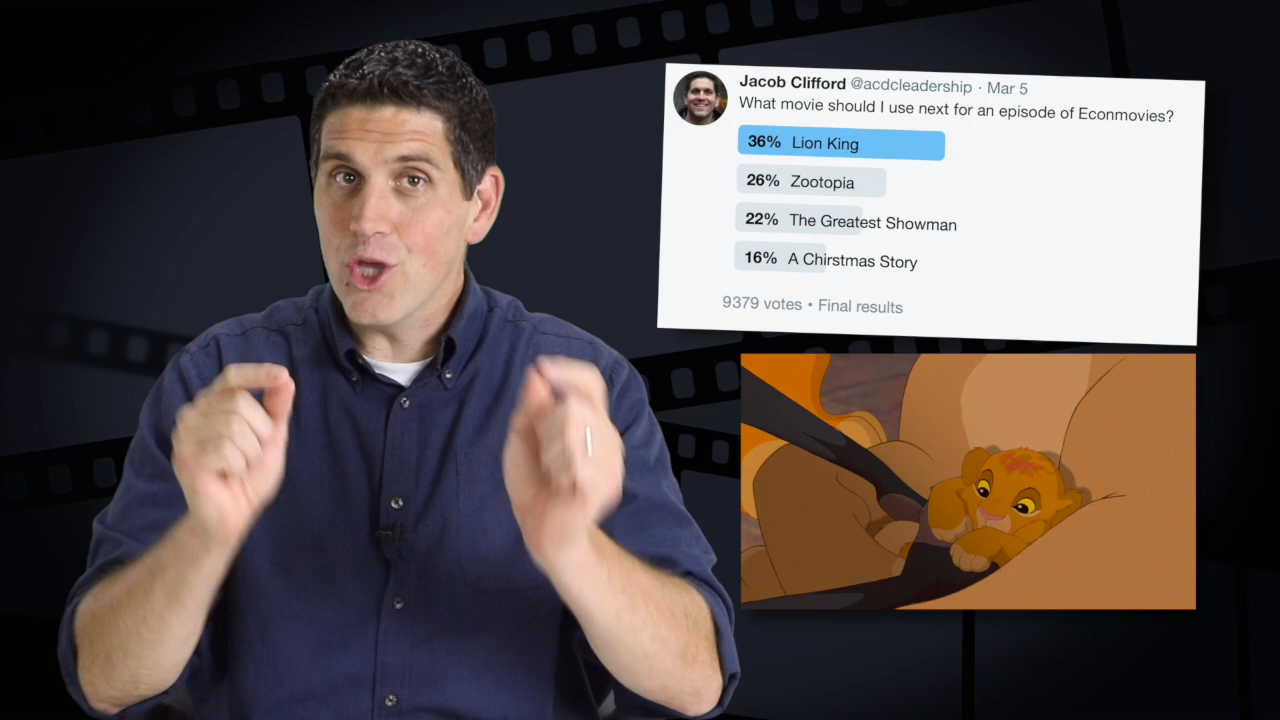 Jacob Clifford @acdcleadership · Mar 5
What movie should I use next for an episode of Econmovies?
36% Lion King
26% Zootopia
22% The Greatest Showman
16% A Chirstmas Story
9379 votes • Final results